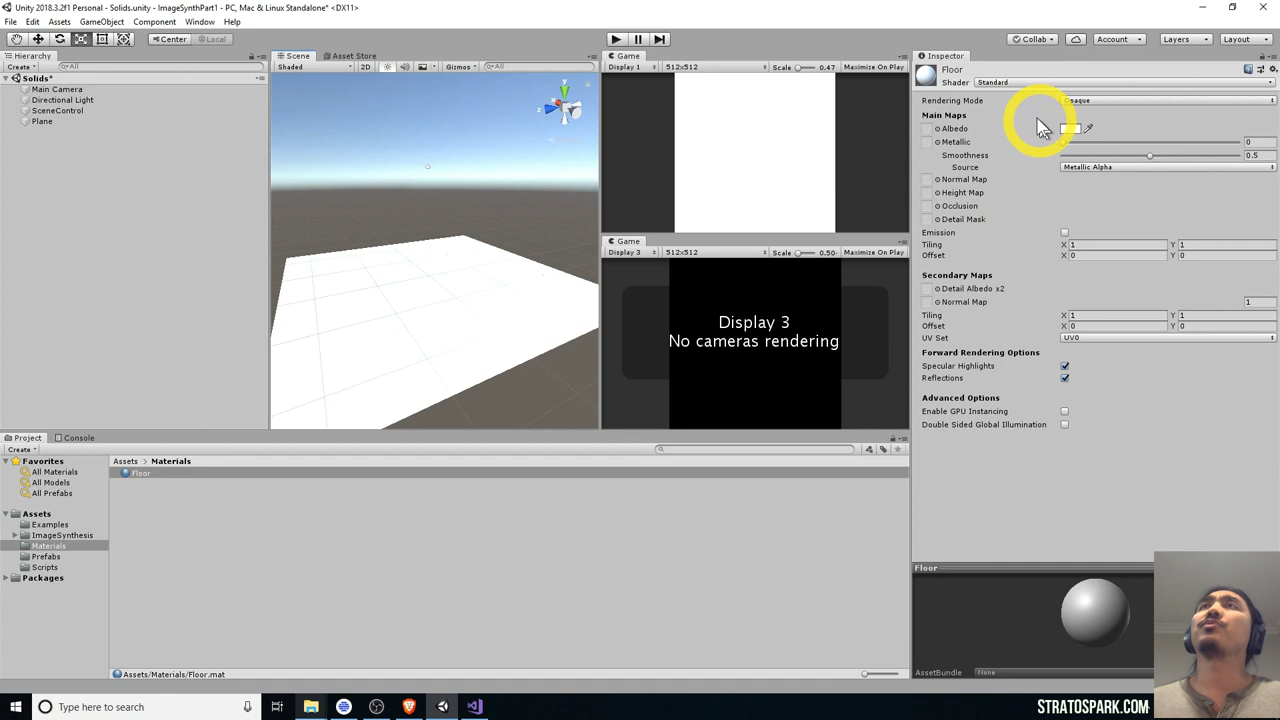 Unity 2018.3.2f1 Personal - Solids.unity - ImageSynthPart1 - PC, Mac & Linux Standalone* <DX11>
File Edit Assets GameObject Component Window Help
Center Local Collab Account Layers Layout
Hierarchy
Create All
Solids*
Main Camera
Directional Light
SceneControl
Plane
Scene Asset Store
Shaded 2D Gizmos All
y
z
Game
Display 1 512x512 Scale 0.47 Maximize On Play
Game
Display 3 512x512 Scale 0.50 Maximize On Play
Display 3
No cameras rendering
Inspector
Floor
Shader Standard
Rendering Mode Opaque
Main Maps
Albedo
Metallic 0
Smoothness 0.5
Source Metallic Alpha
Normal Map
Height Map
Occlusion
Detail Mask
Emission
Tiling X 1 Y 1
Offset X 0 Y 0
Secondary Maps
Detail Albedo x2
Normal Map 1
Tiling X 1 Y 1
Offset X 0 Y 0
UV Set UV0
Forward Rendering Options
Specular Highlights
Reflections
Advanced Options
Enable GPU Instancing
Double Sided Global Illumination
Floor
AssetBundle None
Project Console
Create
Favorites
All Materials
All Models
All Prefabs
Assets
Examples
ImageSynthesis
Materials
Prefabs
Scripts
Packages
Assets Materials
Floor
Assets/Materials/Floor.mat
Type here to search
STRATOSPARK.COM